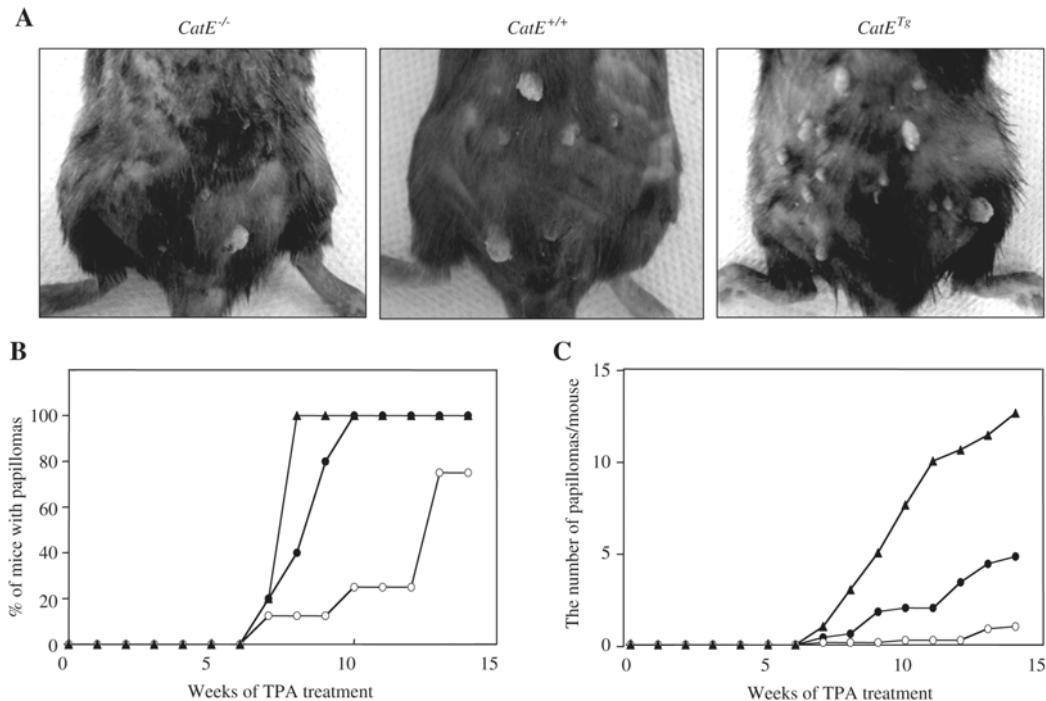 A
CatE-/-
CatE+/+
CatETg
B
% of mice with papillomas
100
80
60
40
20
0
0 5 10 15
Weeks of TPA treatment
C
The number of papillomas/mouse
15
10
5
0
0 5 10 15
Weeks of TPA treatment